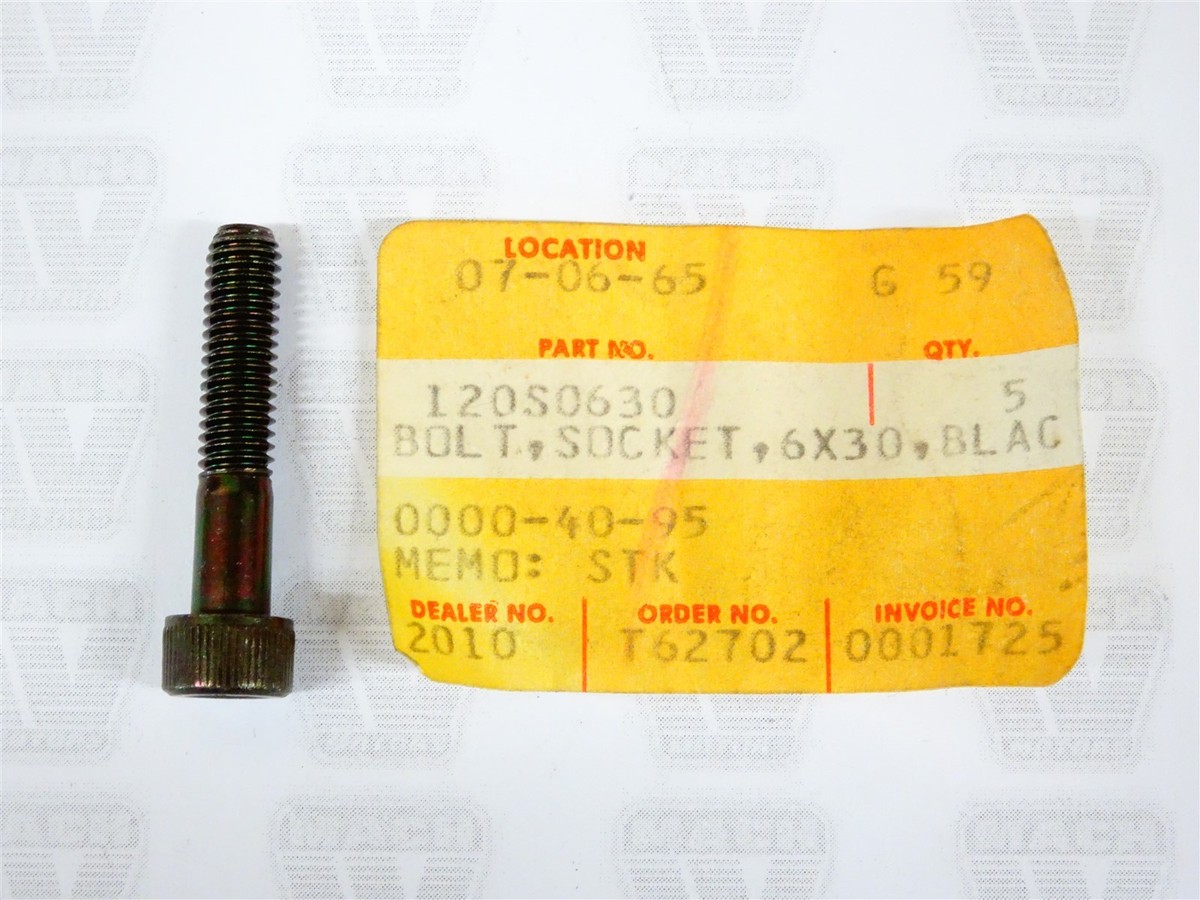 LOCATION
07-06-65 G 59
PART NO. QTY.
120S0630 5
BOLT,SOCKET,6X30,BLAC
0000-40-95
MEMO: STK
DEALER NO. ORDER NO. INVOICE NO.
2010 T62702 0001725